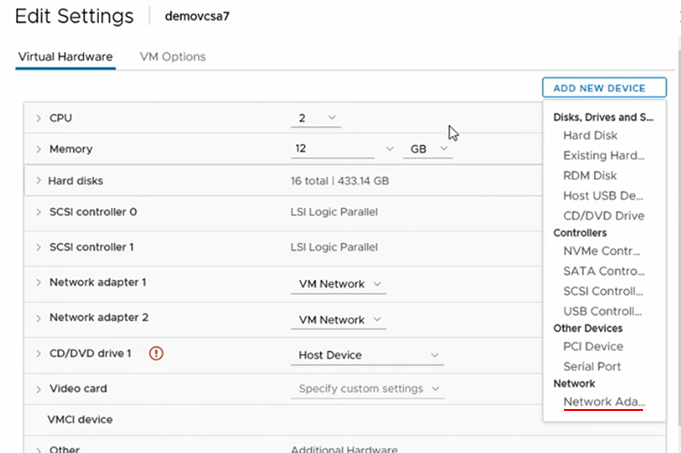 Edit Settings demovcsa7
Virtual Hardware VM Options
ADD NEW DEVICE
CPU 2
Memory 12 GB
Hard disks 16 total | 433.14 GB
SCSI controller 0 LSI Logic Parallel
SCSI controller 1 LSI Logic Parallel
Network adapter 1 VM Network
Network adapter 2 VM Network
CD/DVD drive 1 Host Device
Video card Specify custom settings
VMCI device
Other Additional Hardware
Disks, Drives and S...
Hard Disk
Existing Hard...
RDM Disk
Host USB De...
CD/DVD Drive
Controllers
NVMe Contr...
SATA Contro...
SCSI Controll...
USB Controll...
Other Devices
PCI Device
Serial Port
Network
Network Ada...